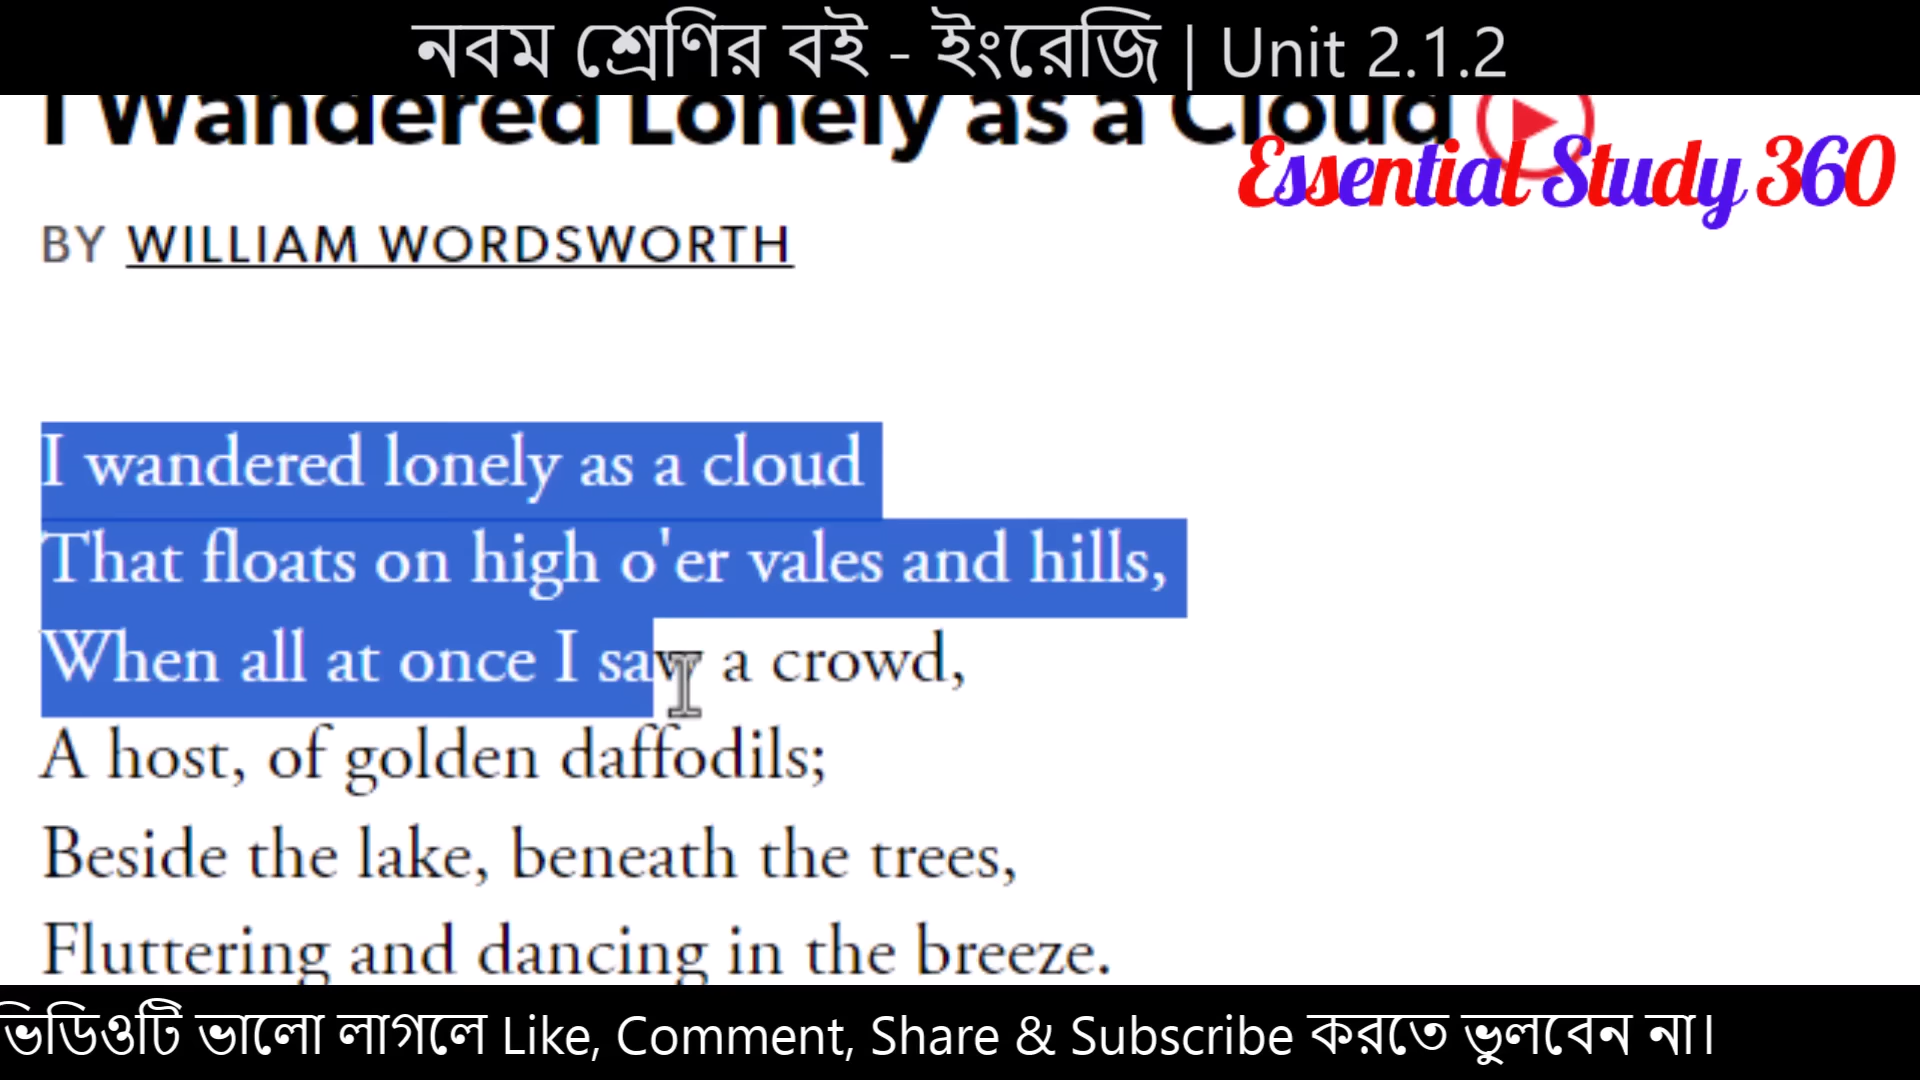 নবম শ্রেণির বই - ইংরেজি | Unit 2.1.2
I Wandered Lonely as a Cloud
Essential Study 360
BY WILLIAM WORDSWORTH
I wandered lonely as a cloud
That floats on high o'er vales and hills,
When all at once I saw a crowd,
A host, of golden daffodils;
Beside the lake, beneath the trees,
Fluttering and dancing in the breeze.
ভিডিওটি ভালো লাগলে Like, Comment, Share & Subscribe করতে ভুলবেন না।